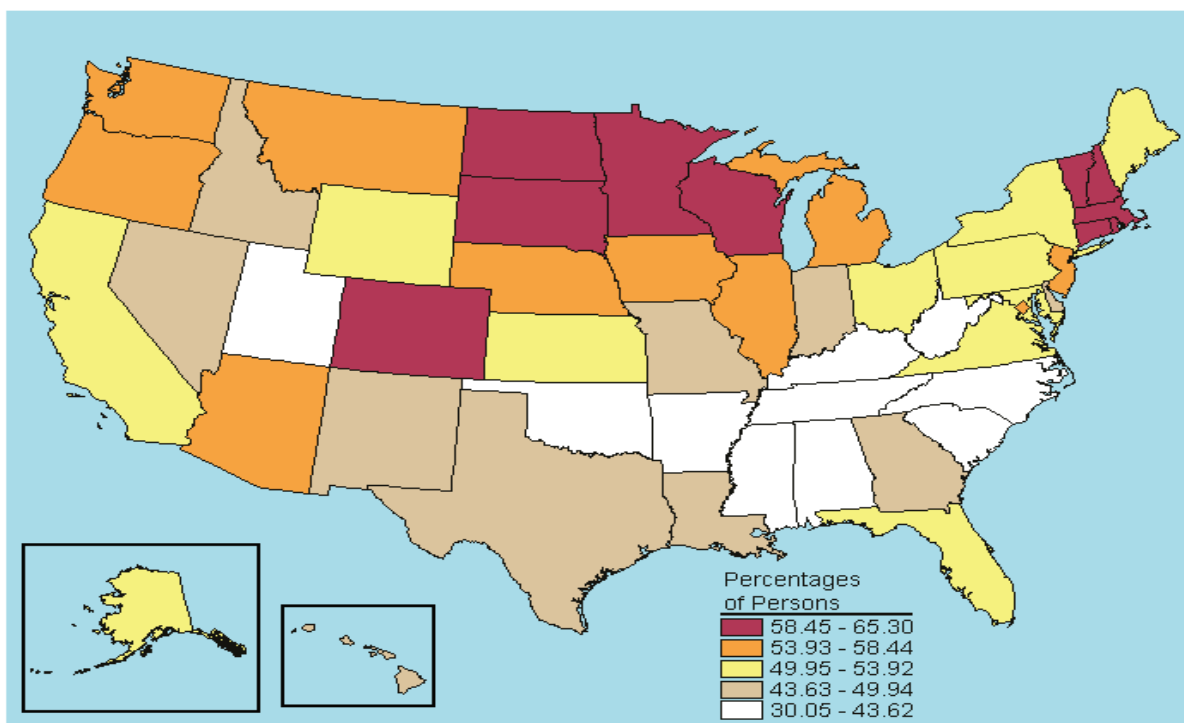 Percentages
of Persons
58.45 - 65.30
53.93 - 58.44
49.95 - 53.92
43.63 - 49.94
30.05 - 43.62